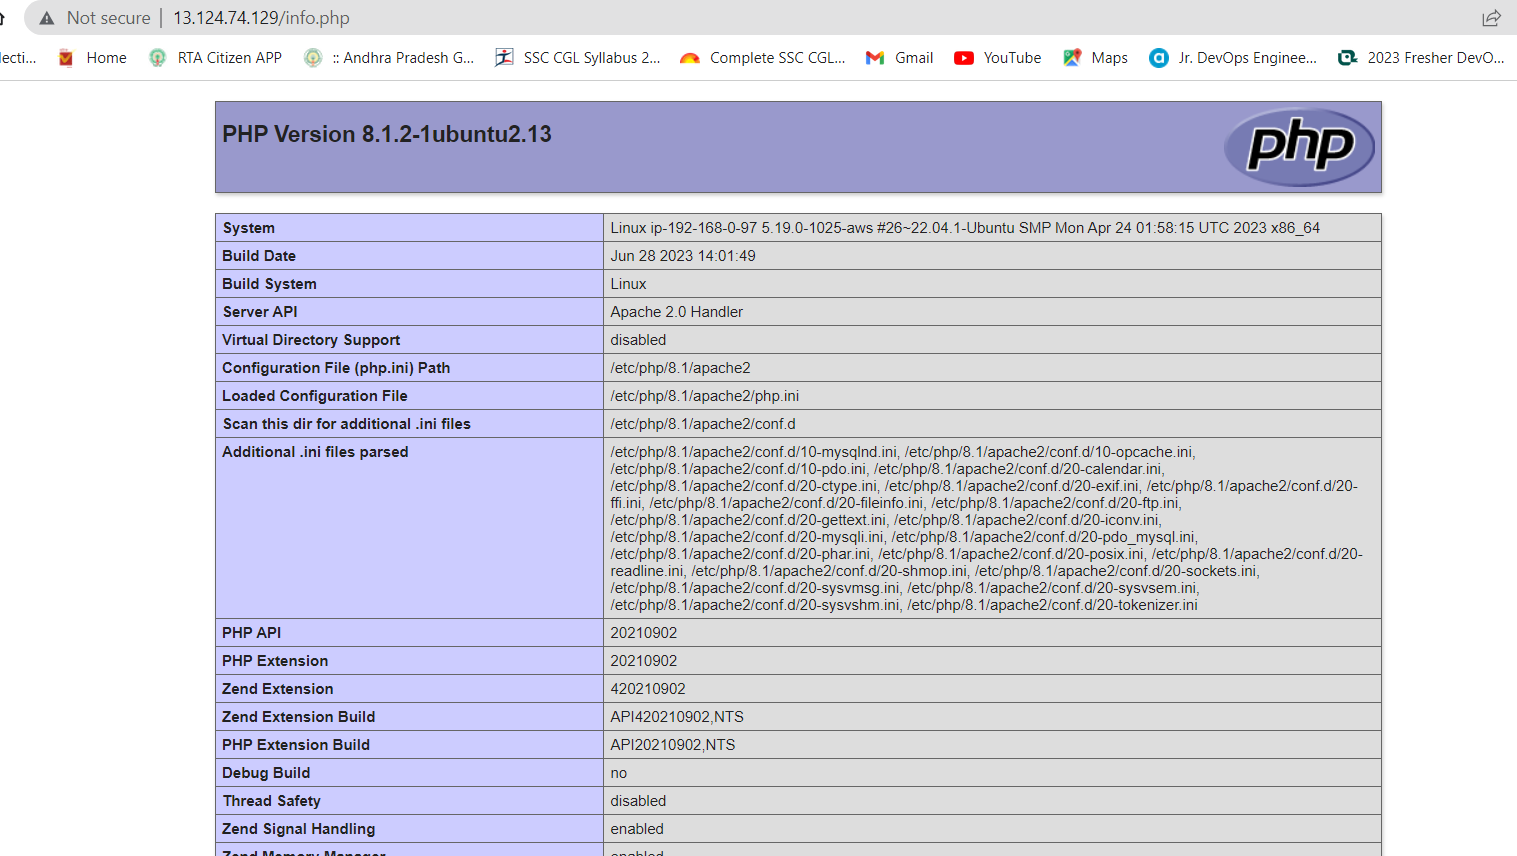 Not secure | 13.124.74.129/info.php
lecti... Home RTA Citizen APP :: Andhra Pradesh G... SSC CGL Syllabus 2... Complete SSC CGL... Gmail YouTube Maps Jr. DevOps Enginee... 2023 Fresher DevO...
PHP Version 8.1.2-1ubuntu2.13
php
System Linux ip-192-168-0-97 5.19.0-1025-aws #26~22.04.1-Ubuntu SMP Mon Apr 24 01:58:15 UTC 2023 x86_64
Build Date Jun 28 2023 14:01:49
Build System Linux
Server API Apache 2.0 Handler
Virtual Directory Support disabled
Configuration File (php.ini) Path /etc/php/8.1/apache2
Loaded Configuration File /etc/php/8.1/apache2/php.ini
Scan this dir for additional .ini files /etc/php/8.1/apache2/conf.d
Additional .ini files parsed /etc/php/8.1/apache2/conf.d/10-mysqlnd.ini, /etc/php/8.1/apache2/conf.d/10-opcache.ini,
/etc/php/8.1/apache2/conf.d/10-pdo.ini, /etc/php/8.1/apache2/conf.d/20-calendar.ini,
/etc/php/8.1/apache2/conf.d/20-ctype.ini, /etc/php/8.1/apache2/conf.d/20-exif.ini, /etc/php/8.1/apache2/conf.d/20-
ffi.ini, /etc/php/8.1/apache2/conf.d/20-fileinfo.ini, /etc/php/8.1/apache2/conf.d/20-ftp.ini,
/etc/php/8.1/apache2/conf.d/20-gettext.ini, /etc/php/8.1/apache2/conf.d/20-iconv.ini,
/etc/php/8.1/apache2/conf.d/20-mysqli.ini, /etc/php/8.1/apache2/conf.d/20-pdo_mysql.ini,
/etc/php/8.1/apache2/conf.d/20-phar.ini, /etc/php/8.1/apache2/conf.d/20-posix.ini, /etc/php/8.1/apache2/conf.d/20-
readline.ini, /etc/php/8.1/apache2/conf.d/20-shmop.ini, /etc/php/8.1/apache2/conf.d/20-sockets.ini,
/etc/php/8.1/apache2/conf.d/20-sysvmsg.ini, /etc/php/8.1/apache2/conf.d/20-sysvsem.ini,
/etc/php/8.1/apache2/conf.d/20-sysvshm.ini, /etc/php/8.1/apache2/conf.d/20-tokenizer.ini
PHP API 20210902
PHP Extension 20210902
Zend Extension 420210902
Zend Extension Build API420210902,NTS
PHP Extension Build API20210902,NTS
Debug Build no
Thread Safety disabled
Zend Signal Handling enabled
Zend Memory Manager enabled